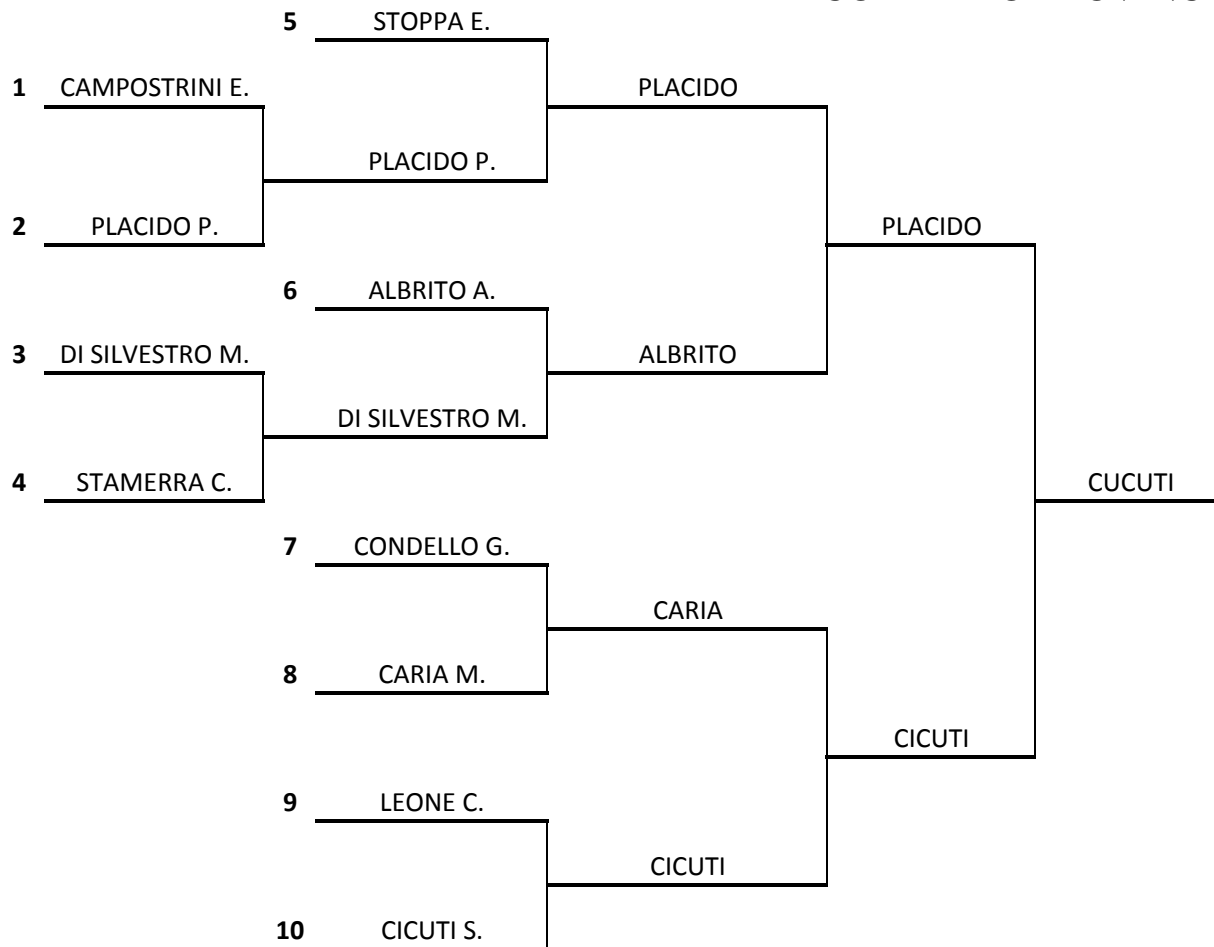 5 STOPPA E.
1 CAMPOSTRINI E. PLACIDO
PLACIDO P.
2 PLACIDO P. PLACIDO
6 ALBRITO A.
3 DI SILVESTRO M. ALBRITO
DI SILVESTRO M.
4 STAMERRA C. CUCUTI
7 CONDELLO G.
CARIA
8 CARIA M.
CICUTI
9 LEONE C.
CICUTI
10 CICUTI S.